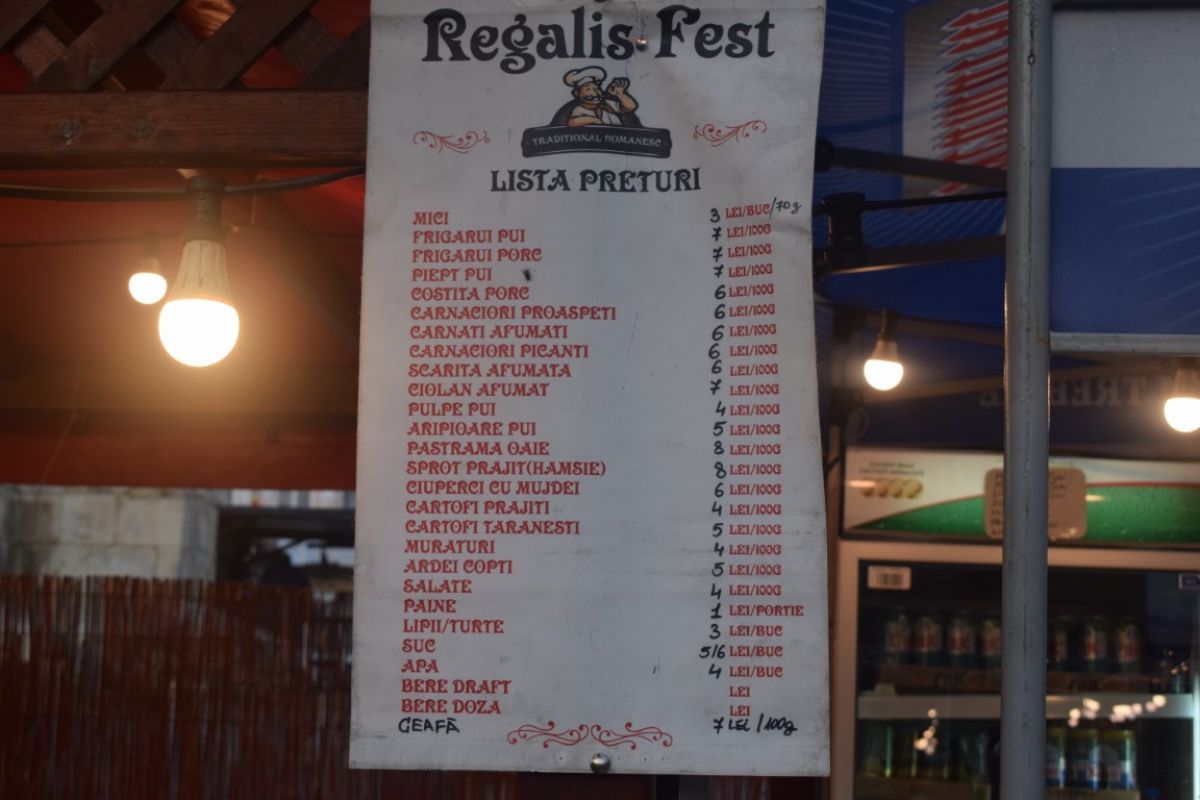 Regalis Fest
TRADITIONAL ROMANESC
LISTA PRETURI
MICI 3 LEI/BUC/70g
FRIGARUI PUI 7 LEI/100G
FRIGARUI PORC 7 LEI/100G
PIEPT PUI 7 LEI/100G
COSTITA PORC 6 LEI/100G
CARNACIORI PROASPETI 6 LEI/100G
CARNATI AFUMATI 6 LEI/100G
CARNACIORI PICANTI 6 LEI/100G
SCARITA AFUMATA 6 LEI/100G
CIOLAN AFUMAT 7 LEI/100G
PULPE PUI 4 LEI/100G
ARIPIOARE PUI 5 LEI/100G
PASTRAMA OAIE 8 LEI/100G
SPROT PRAJIT(HAMSIE) 8 LEI/100G
CIUPERCI CU MUJDEI 6 LEI/100G
CARTOFI PRAJITI 4 LEI/100G
CARTOFI TARANESTI 5 LEI/100G
MURATURI 4 LEI/100G
ARDEI COPTI 5 LEI/100G
SALATE 4 LEI/100G
PAINE 1 LEI/PORTIE
LIPII/TURTE 3 LEI/BUC
SUC 5/6 LEI/BUC
APA 4 LEI/BUC
BERE DRAFT LEI
BERE DOZA LEI
CEAFĂ 7 LEI/100g